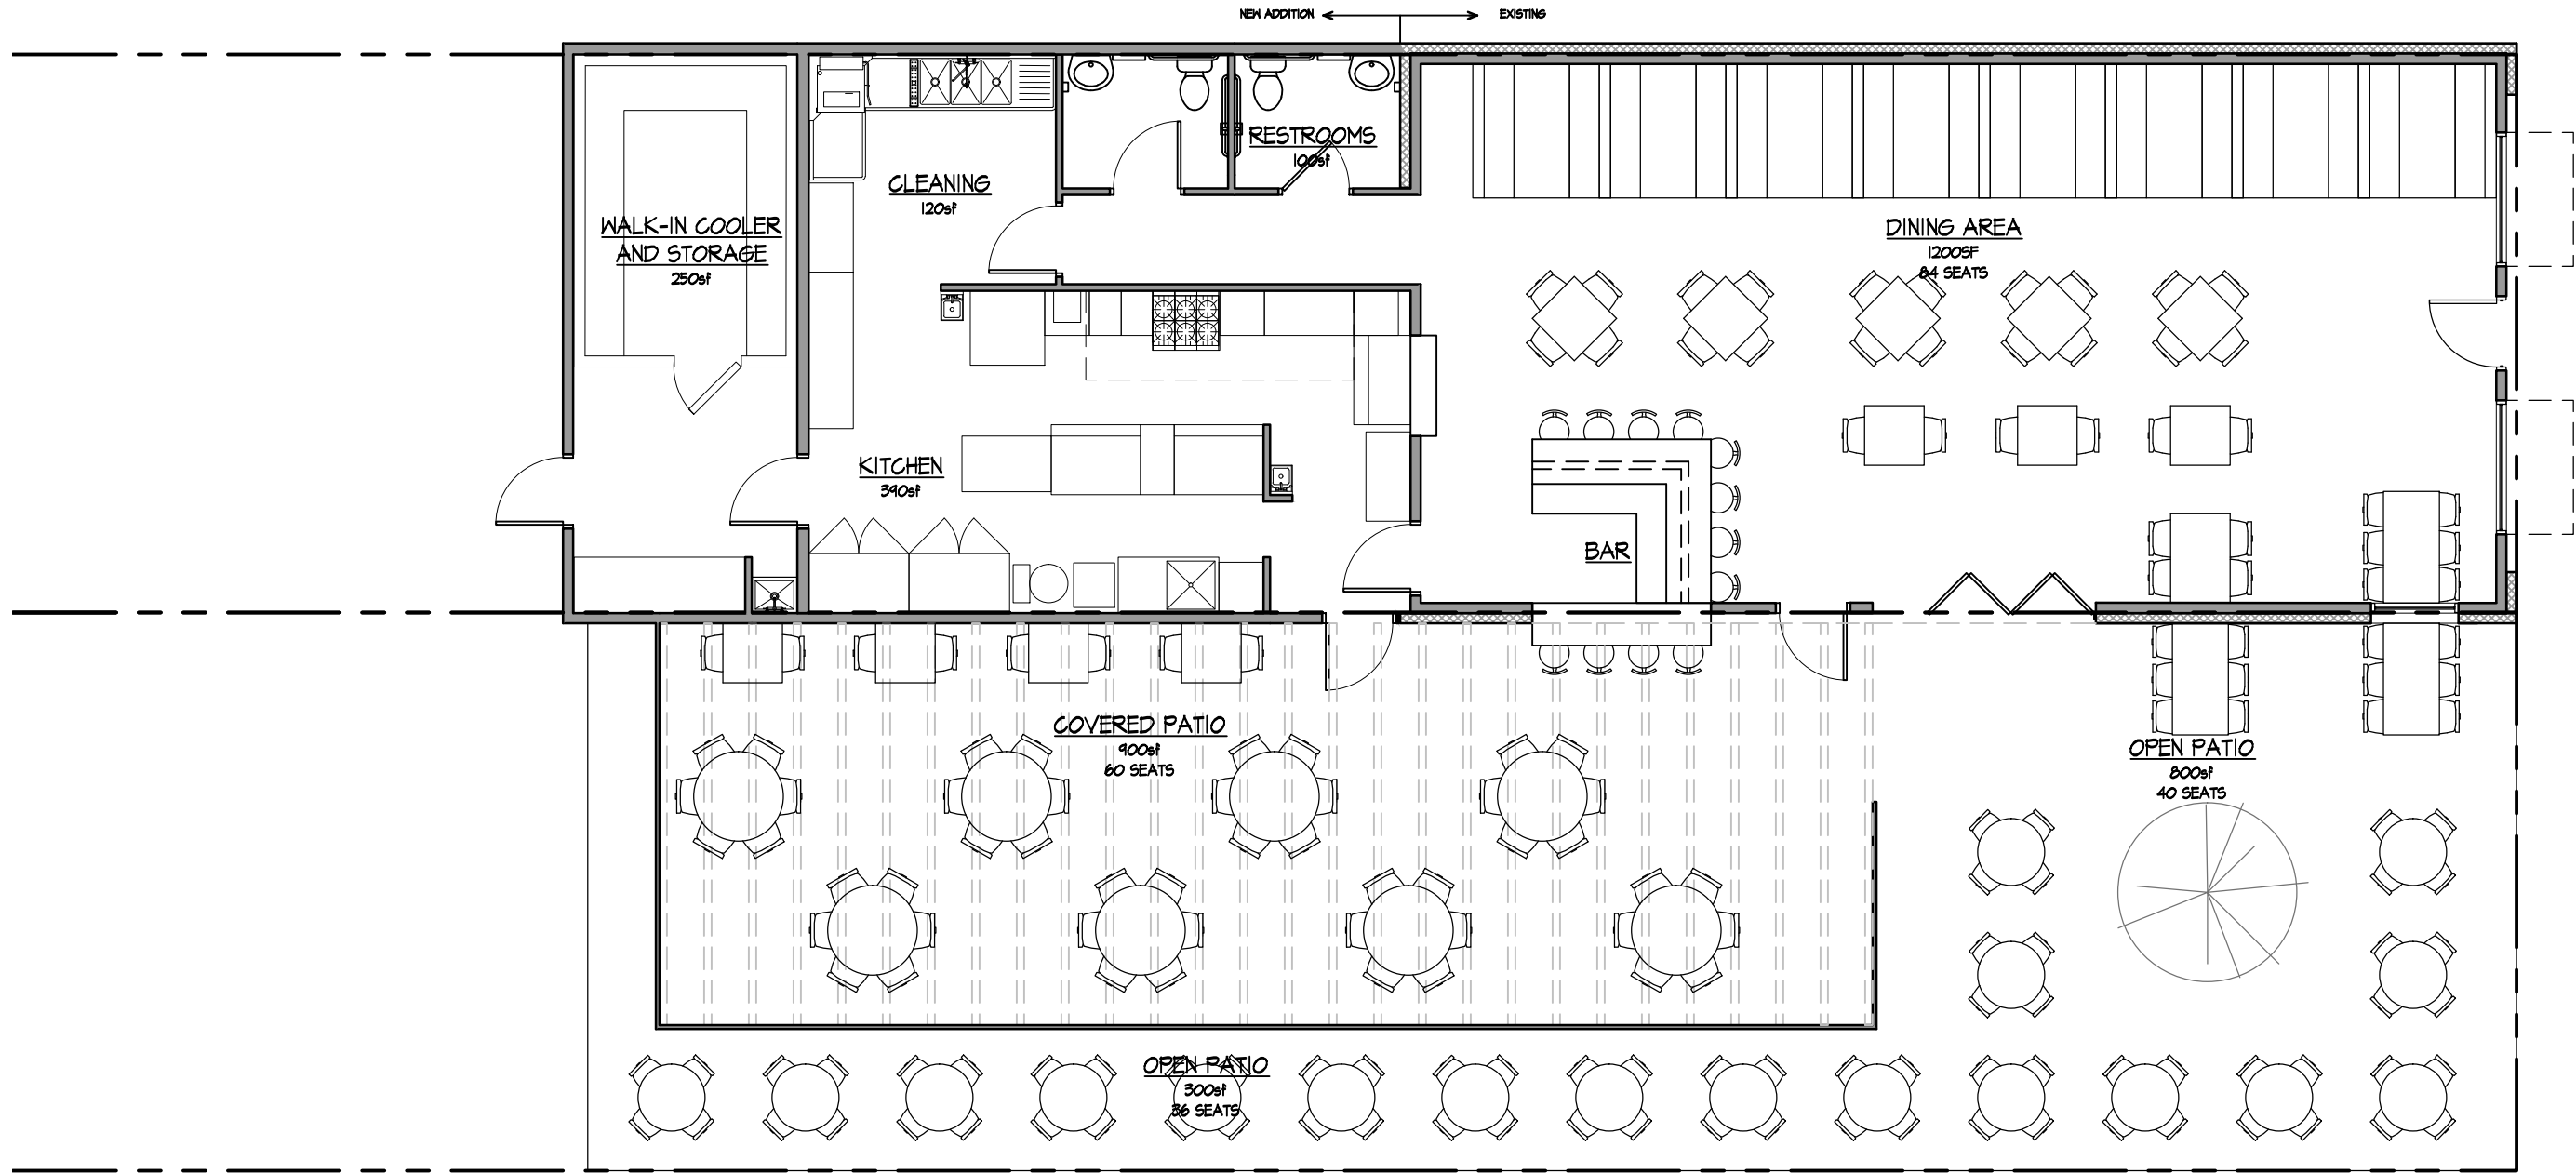 NEW ADDITION
EXISTING
RESTROOMS
100sf
CLEANING
120sf
WALK-IN COOLER
AND STORAGE
250sf
DINING AREA
1200SF
84 SEATS
KITCHEN
390sf
BAR
COVERED PATIO
900sf
60 SEATS
OPEN PATIO
800sf
40 SEATS
OPEN PATIO
300sf
36 SEATS